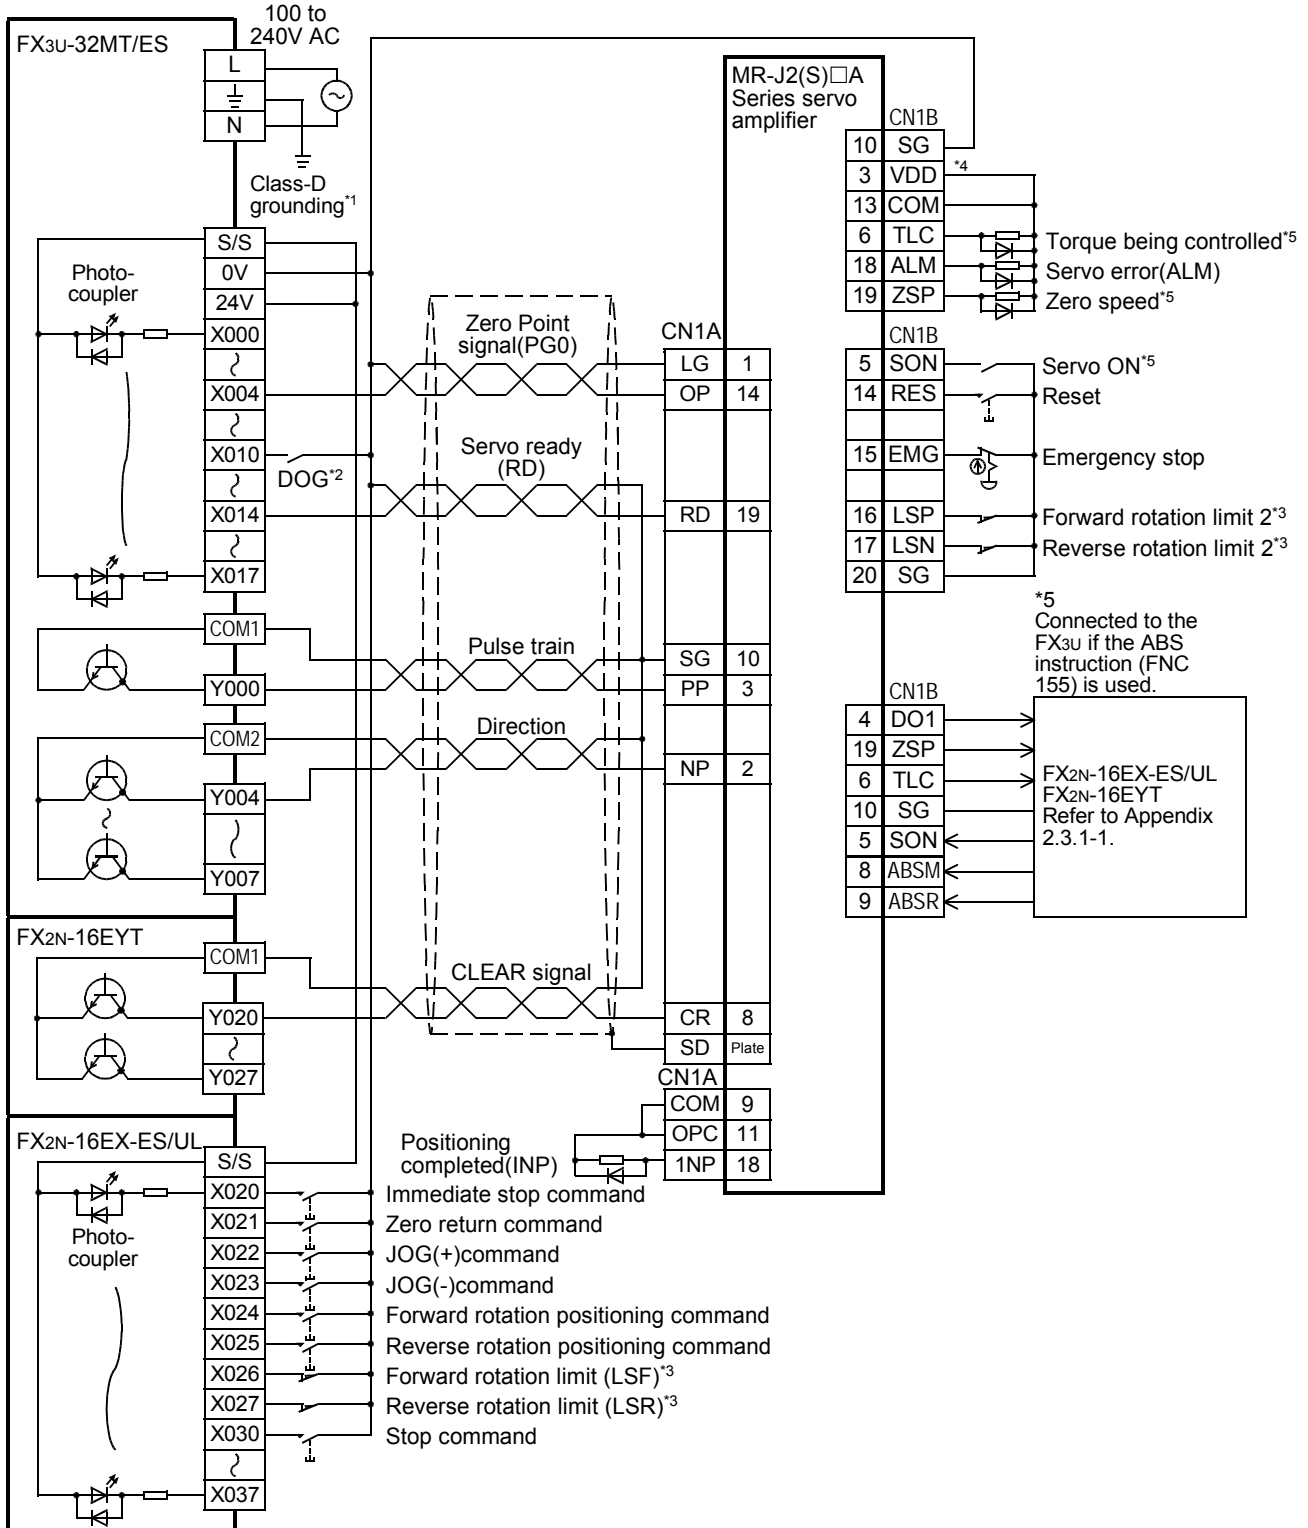 100 to
240V AC
FX3U-32MT/ES
L
N
Class-D
grounding*1
S/S
0V
24V
X000
X004
X010
X014
X017
COM1
Y000
COM2
Y004
Y007
Photo-
coupler
DOG*2
FX2N-16EYT
COM1
Y020
Y027
FX2N-16EX-ES/UL
S/S
X020
X021
X022
X023
X024
X025
X026
X027
X030
X037
Photo-
coupler
Immediate stop command
Zero return command
JOG(+)command
JOG(-)command
Forward rotation positioning command
Reverse rotation positioning command
Forward rotation limit (LSF)*3
Reverse rotation limit (LSR)*3
Stop command
Zero Point
signal(PG0)
Servo ready
(RD)
Pulse train
Direction
CLEAR signal
Positioning
completed(INP)
MR-J2(S)□A
Series servo
amplifier
CN1A
LG 1
OP 14
RD 19
SG 10
PP 3
NP 2
CR 8
SD Plate
CN1A
COM 9
OPC 11
1NP 18
CN1B
10 SG
3 VDD *4
13 COM
6 TLC Torque being controlled*5
18 ALM Servo error(ALM)
19 ZSP Zero speed*5
CN1B
5 SON Servo ON*5
14 RES Reset
15 EMG Emergency stop
16 LSP Forward rotation limit 2*3
17 LSN Reverse rotation limit 2*3
20 SG
*5
Connected to the
FX3U if the ABS
instruction (FNC
155) is used.
CN1B
4 DO1
19 ZSP
6 TLC
10 SG
5 SON
8 ABSM
9 ABSR
FX2N-16EX-ES/UL
FX2N-16EYT
Refer to Appendix
2.3.1-1.